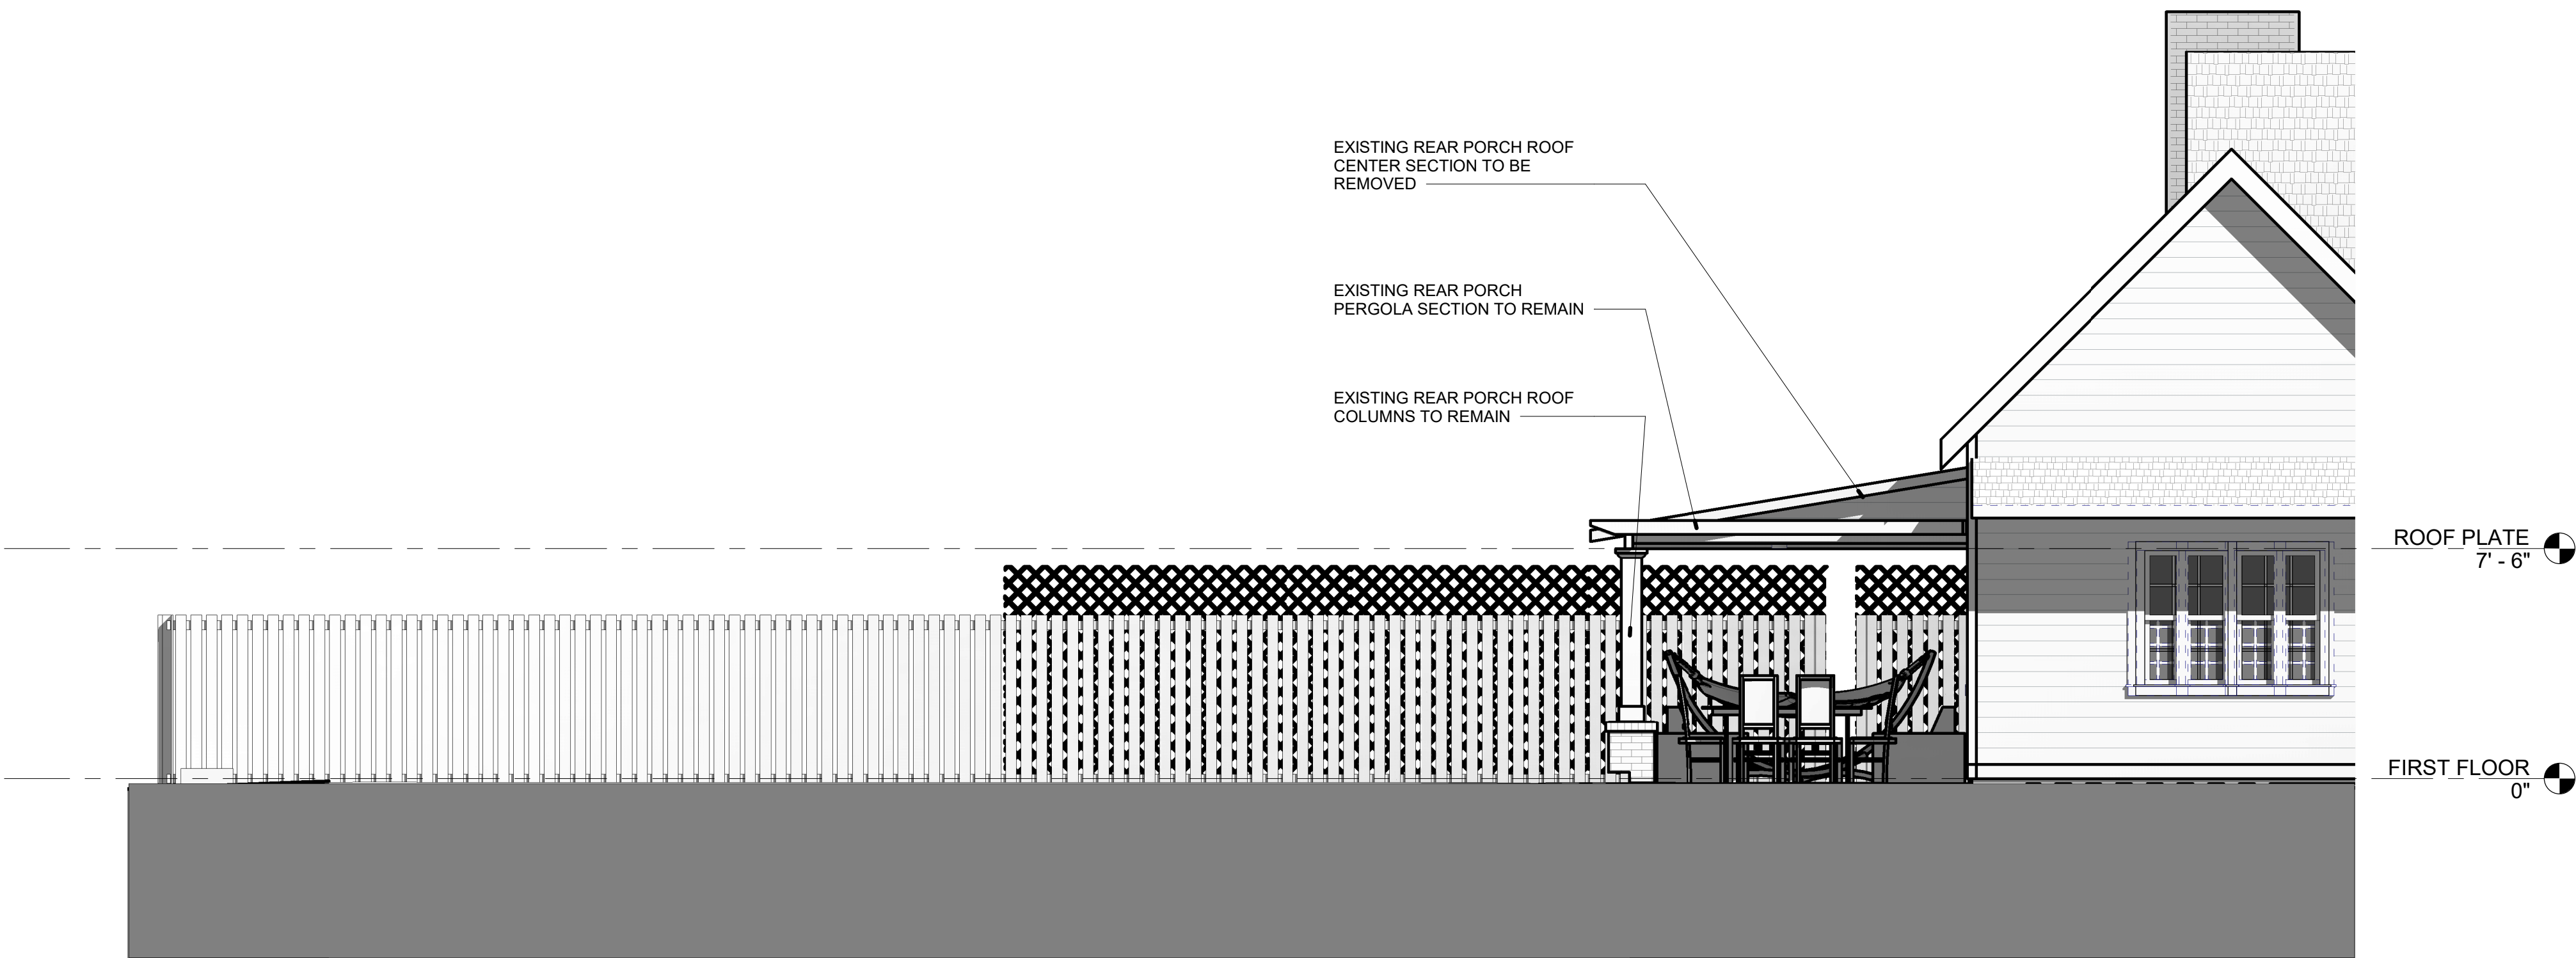 EXISTING REAR PORCH ROOF
CENTER SECTION TO BE
REMOVED
EXISTING REAR PORCH
PERGOLA SECTION TO REMAIN
EXISTING REAR PORCH ROOF
COLUMNS TO REMAIN
ROOF PLATE
7' - 6"
FIRST FLOOR
0"